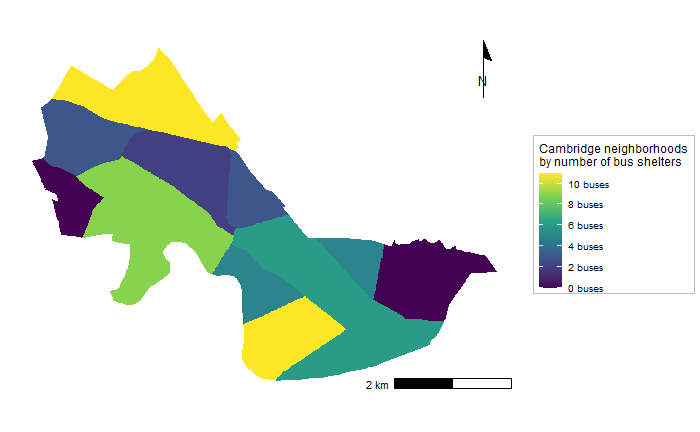 N
Cambridge neighborhoods
by number of bus shelters
10 buses
8 buses
6 buses
4 buses
2 buses
0 buses
2 km